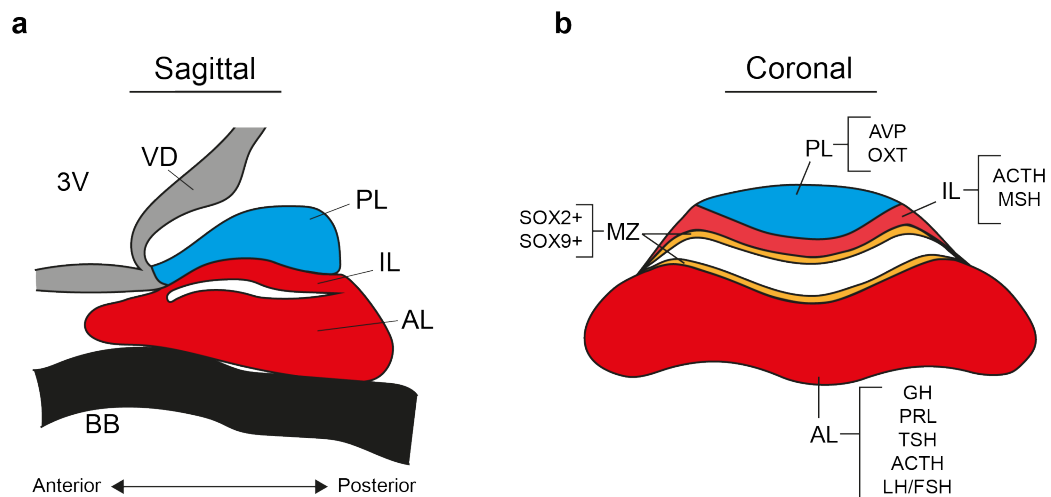 a
Sagittal
3V
VD
PL
IL
AL
BB
Anterior
Posterior
b
Coronal
PL
AVP
OXT
IL
ACTH
MSH
SOX2+
SOX9+
MZ
AL
GH
PRL
TSH
ACTH
LH/FSH